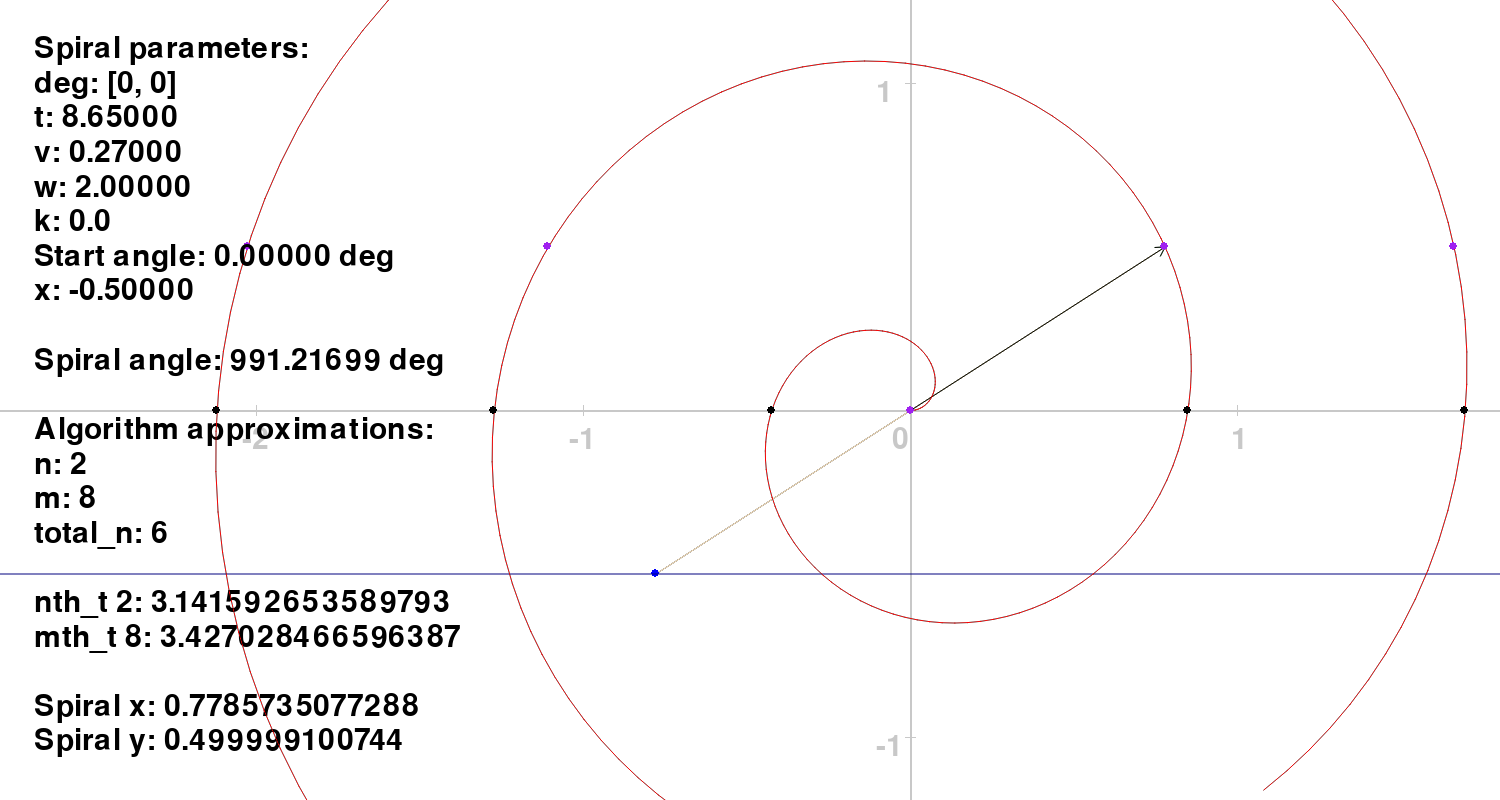 Spiral parameters:
deg: [0, 0]
t: 8.65000
v: 0.27000
w: 2.00000
k: 0.0
Start angle: 0.00000 deg
x: -0.50000
Spiral angle: 991.21699 deg
Algorithm approximations:
n: 2
m: 8
total_n: 6
nth_t 2: 3.141592653589793
mth_t 8: 3.427028466596387
Spiral x: 0.7785735077288
Spiral y: 0.499999100744
1
-2
-1
0
1
-1